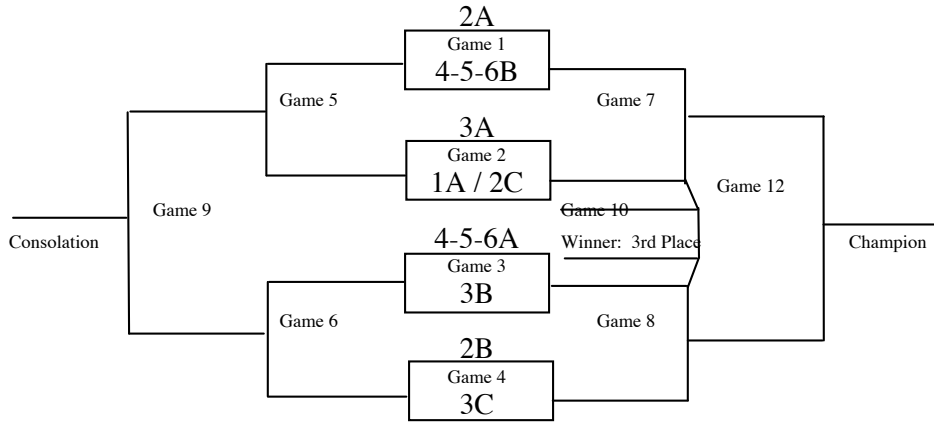 2A
Game 1
4-5-6B
Game 5
Game 7
3A
Game 2
1A / 2C
Game 12
Game 9
Game 10
Consolation
4-5-6A
Winner: 3rd Place
Champion
Game 3
3B
Game 6
Game 8
2B
Game 4
3C